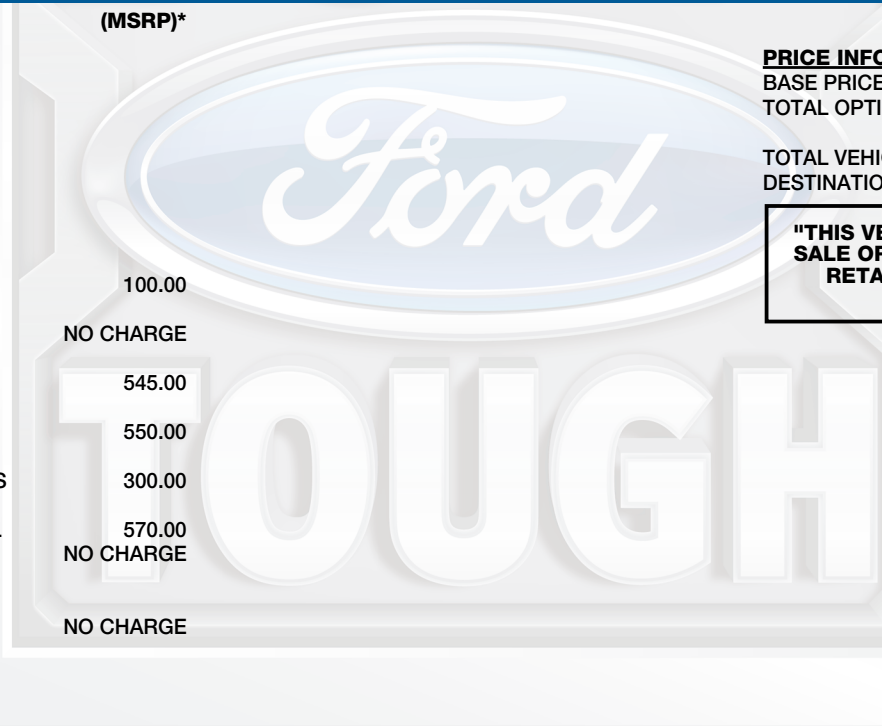 (MSRP)*
Ford
100.00
NO CHARGE
545.00
550.00
S 300.00
570.00
NO CHARGE
NO CHARGE
TOUGH
PRICE INFO
BASE PRICE
TOTAL OPTI
TOTAL VEHI
DESTINATIO
"THIS VE
SALE OF
RETA